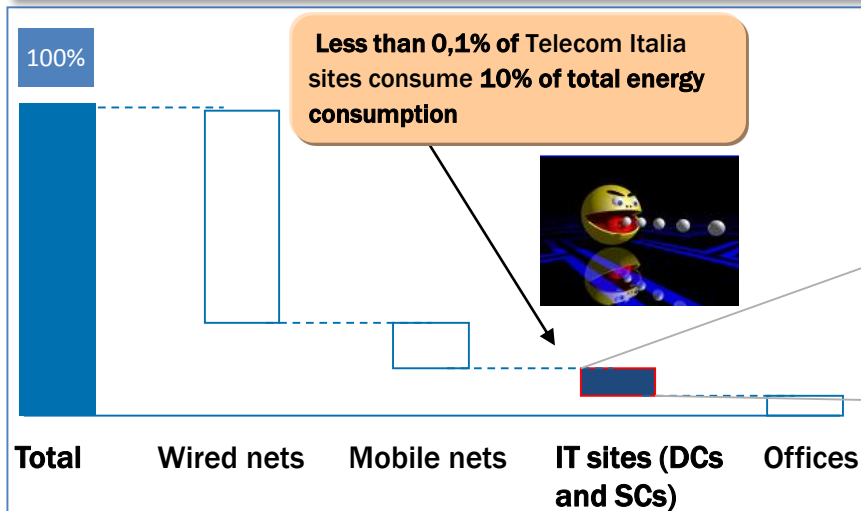 100%
Less than 0,1% of Telecom Italia
sites consume 10% of total energy
consumption
Total
Wired nets
Mobile nets
IT sites (DCs
and SCs)
Offices